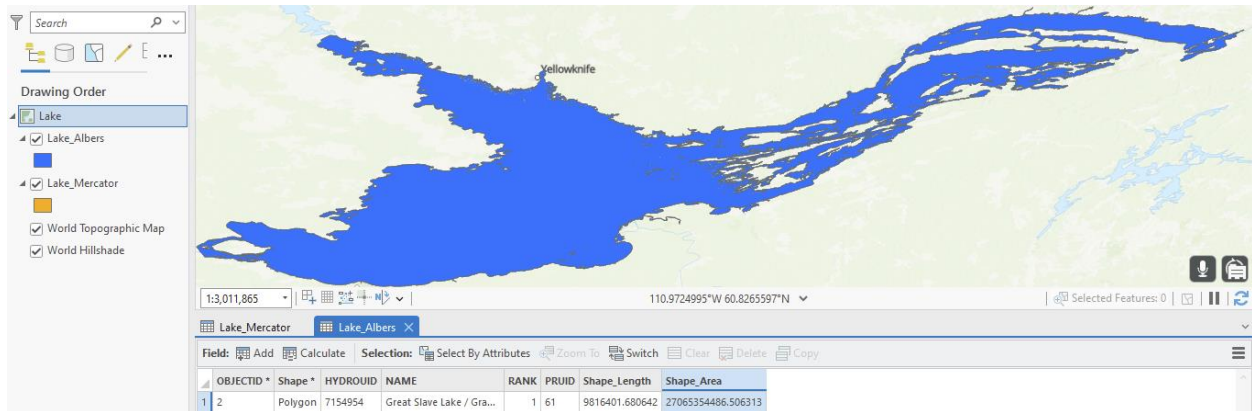 Search
Drawing Order
Lake
Lake_Albers
Lake_Mercator
World Topographic Map
World Hillshade
Yellowknife
1:3,011,865
110.9724995°W 60.8265597°N
Selected Features: 0
Lake_Mercator Lake_Albers
Field: Add Calculate Selection: Select By Attributes Zoom To Switch Clear Delete Copy
OBJECTID * Shape * HYDROUID NAME RANK PRUID Shape_Length Shape_Area
1 2 Polygon 7154954 Great Slave Lake / Gra... 1 61 9816401.680642 27065354486.506313